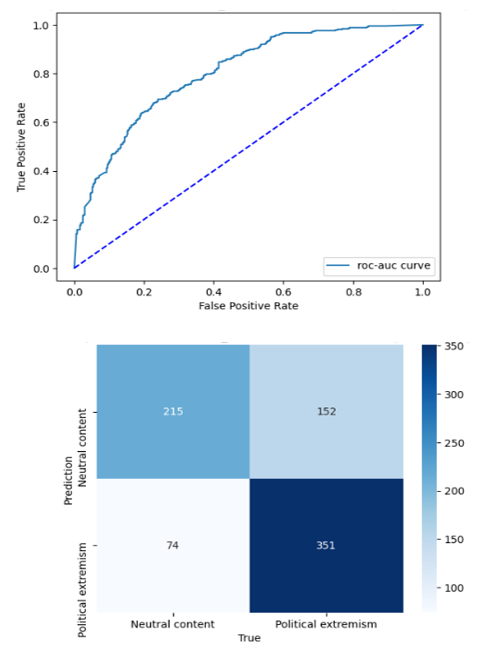 1.0
0.8
0.6
0.4
0.2
0.0
True Positive Rate
roc-auc curve
0.0 0.2 0.4 0.6 0.8 1.0
False Positive Rate
Prediction
Neutral content
Political extremism
215 152
74 351
350
300
250
200
150
100
Neutral content Political extremism
True